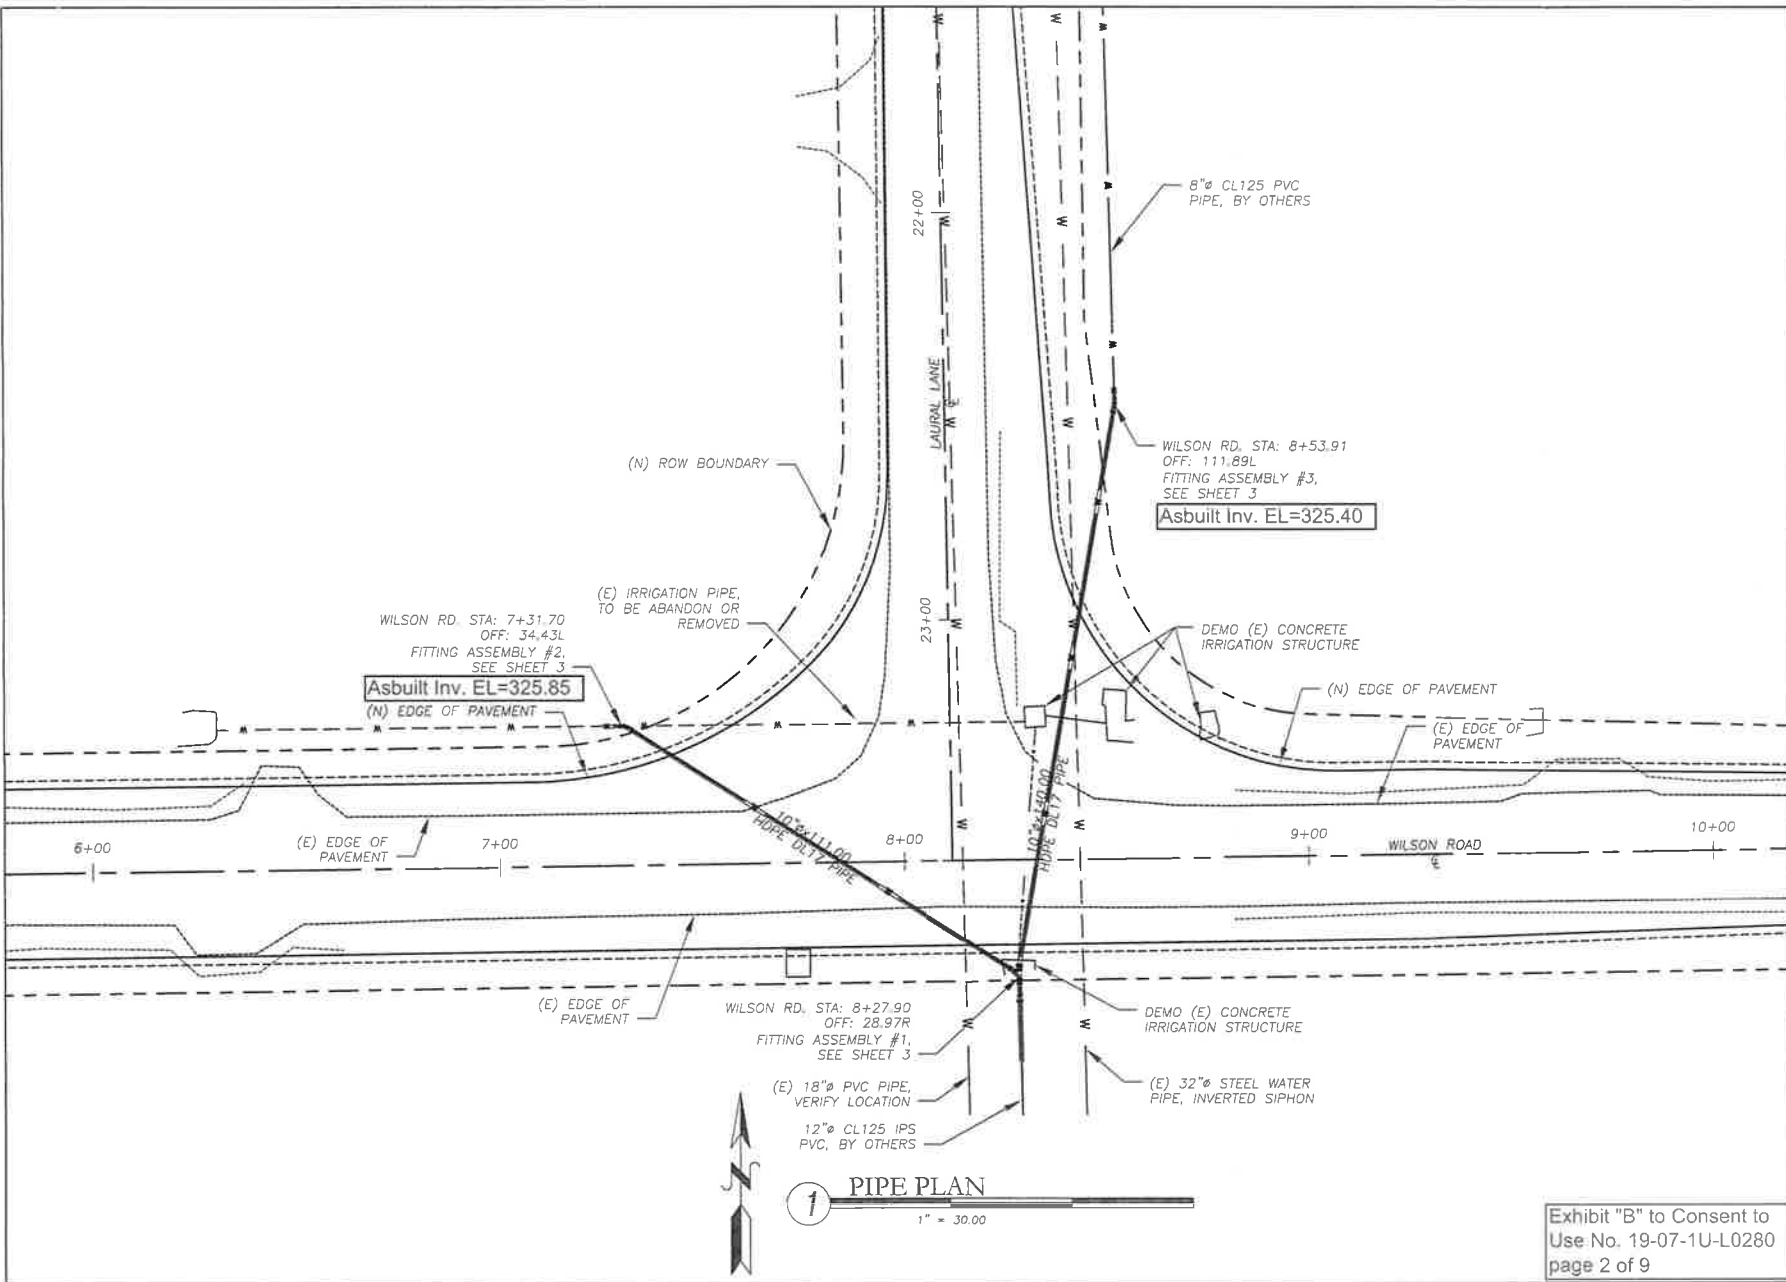 8"ø CL125 PVC
PIPE, BY OTHERS
22+00
LAURAL LANE
(N) ROW BOUNDARY
WILSON RD. STA: 8+53.91
OFF: 111.89L
FITTING ASSEMBLY #3,
SEE SHEET 3
Asbuilt Inv. EL=325.40
(E) IRRIGATION PIPE,
TO BE ABANDON OR
REMOVED
23+00
WILSON RD. STA: 7+31.70
OFF: 34.43L
FITTING ASSEMBLY #2,
SEE SHEET 3
Asbuilt Inv. EL=325.85
(N) EDGE OF PAVEMENT
DEMO (E) CONCRETE
IRRIGATION STRUCTURE
(N) EDGE OF PAVEMENT
(E) EDGE OF
PAVEMENT
10"øx111.00
HDPE DL17 PIPE
HDPE DL17 PIPE
6+00
(E) EDGE OF
PAVEMENT
7+00
8+00
9+00
WILSON ROAD
10+00
(E) EDGE OF
PAVEMENT
WILSON RD. STA: 8+27.90
OFF: 28.97R
FITTING ASSEMBLY #1,
SEE SHEET 3
DEMO (E) CONCRETE
IRRIGATION STRUCTURE
(E) 18"ø PVC PIPE,
VERIFY LOCATION
(E) 32"ø STEEL WATER
PIPE, INVERTED SIPHON
12"ø CL125 IPS
PVC, BY OTHERS
N
1 PIPE PLAN
1" = 30.00
Exhibit "B" to Consent to
Use No. 19-07-1U-L0280
page 2 of 9